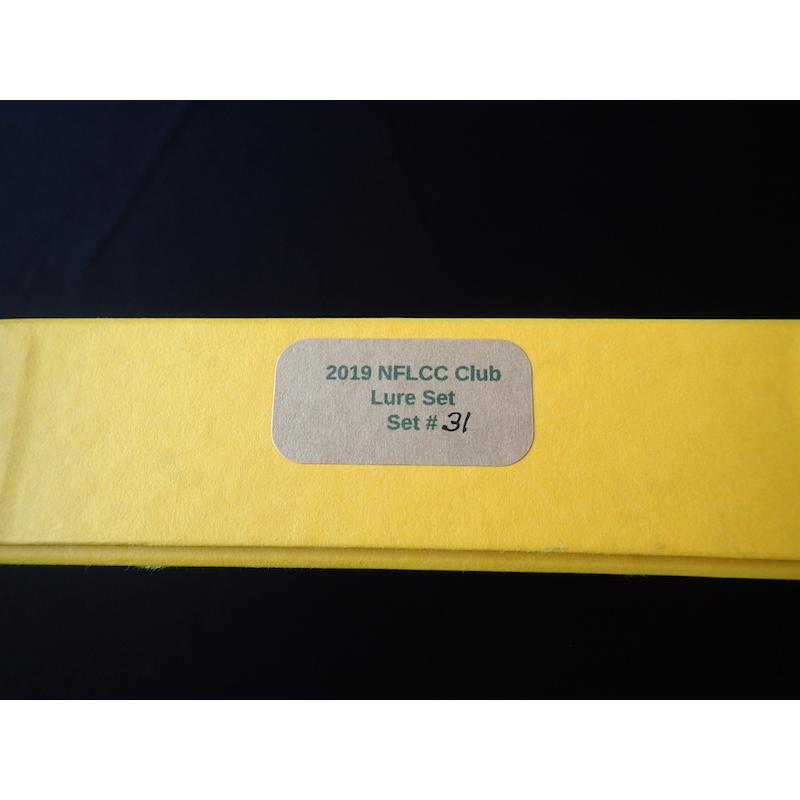 2019 NFLCC Club
Lure Set
Set # 31